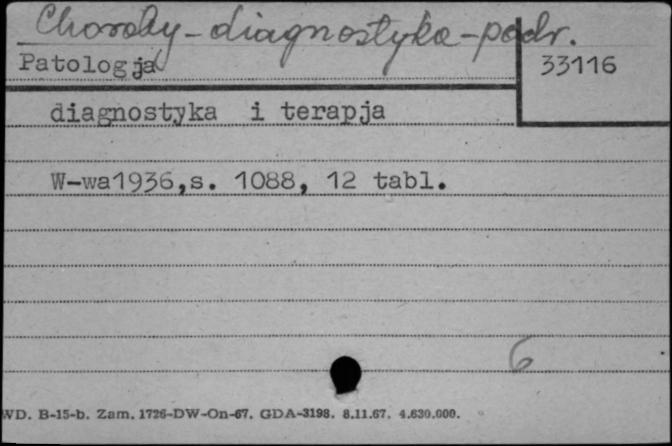 Choroby-diagnostyka-podr.
Patologja
33116
diagnostyka i terapja
W-wa1936,s. 1088, 12 tabl.
6
WD. B-15-b. Zam. 1726-DW-On-67. GDA-3198. 8.11.67. 4.630.000.